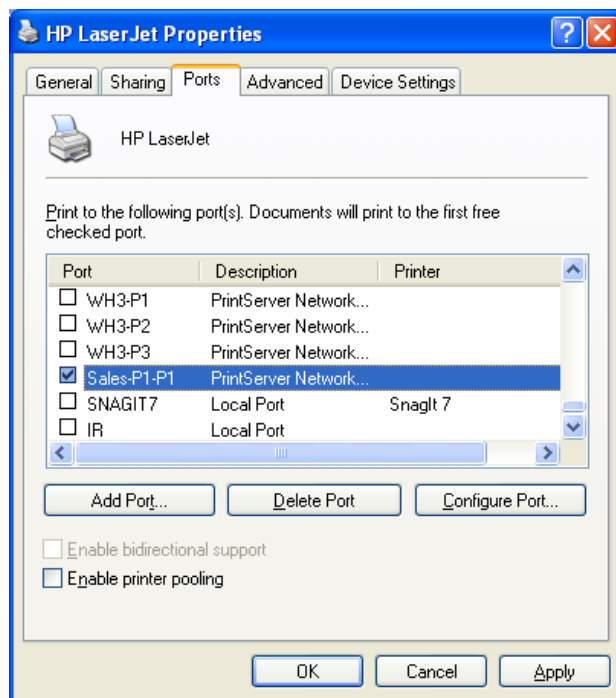 HP LaserJet Properties
General Sharing Ports Advanced Device Settings
HP LaserJet
Print to the following port(s). Documents will print to the first free
checked port.
Port Description Printer
WH3-P1 PrintServer Network...
WH3-P2 PrintServer Network...
WH3-P3 PrintServer Network...
Sales-P1-P1 PrintServer Network...
SNAGIT7 Local Port SnagIt 7
IR Local Port
Add Port... Delete Port Configure Port...
Enable bidirectional support
Enable printer pooling
OK Cancel Apply